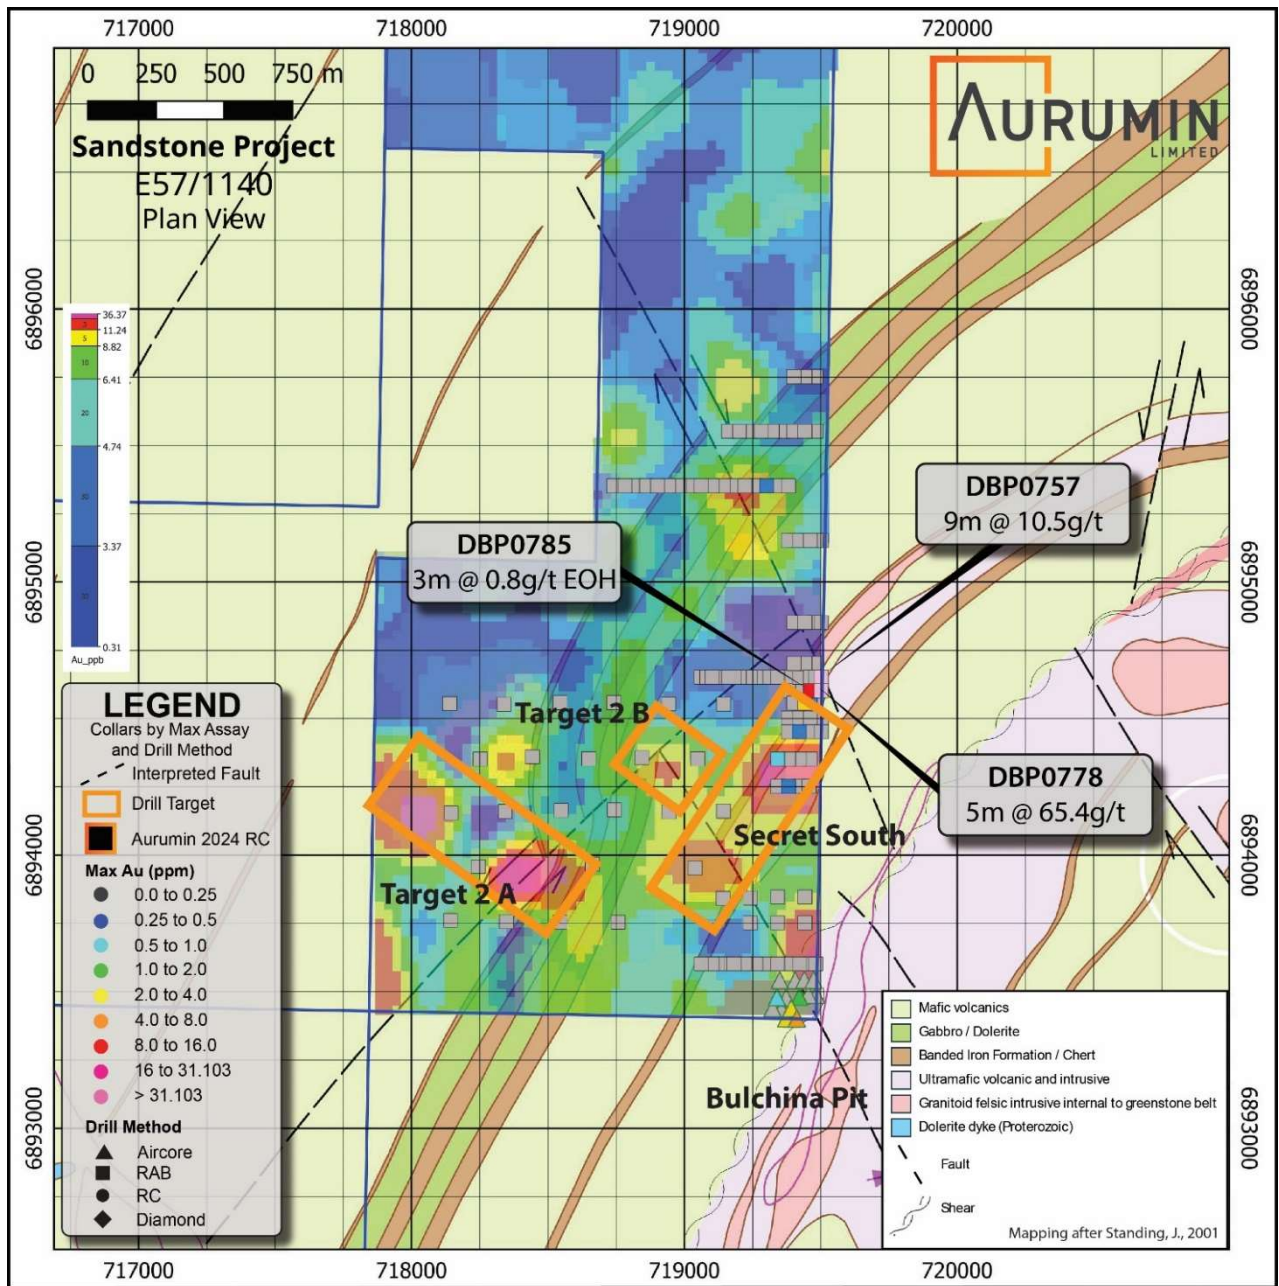 717000 718000 719000 720000
0 250 500 750 m
Sandstone Project
E57/1140
Plan View
AURUMIN
LIMITED
6896000
6895000
6894000
6893000
6896000
6895000
6894000
6893000
36.37
11.24
8.82
6.41
4.74
3.37
0.31
5
10
20
Au_ppb
DBP0757
9m @ 10.5g/t
DBP0785
3m @ 0.8g/t EOH
DBP0778
5m @ 65.4g/t
Target 2 B
Target 2 A
Secret South
Bulchina Pit
LEGEND
Collars by Max Assay
and Drill Method
Interpreted Fault
Drill Target
Aurumin 2024 RC
Max Au (ppm)
0.0 to 0.25
0.25 to 0.5
0.5 to 1.0
1.0 to 2.0
2.0 to 4.0
4.0 to 8.0
8.0 to 16.0
16 to 31.103
> 31.103
Drill Method
Aircore
RAB
RC
Diamond
Mafic volcanics
Gabbro / Dolerite
Banded Iron Formation / Chert
Ultramafic volcanic and intrusive
Granitoid felsic intrusive internal to greenstone belt
Dolerite dyke (Proterozoic)
Fault
Shear
Mapping after Standing, J., 2001
717000 718000 719000 720000